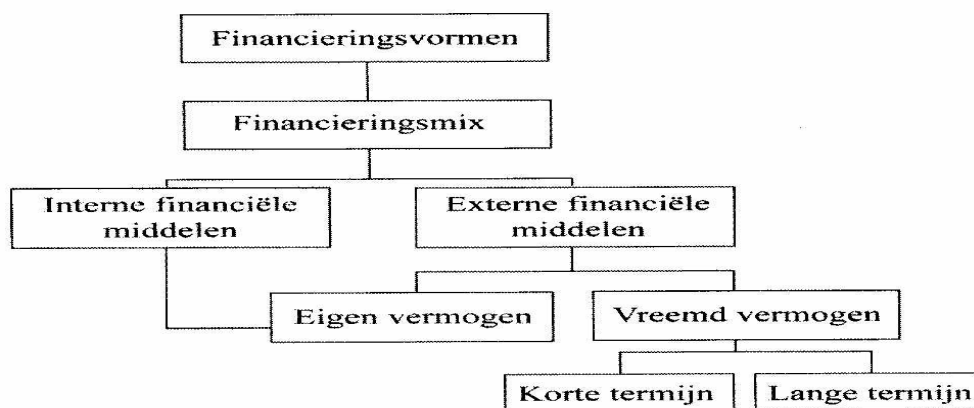 Financieringsvormen
Financieringsmix
Interne financiële
middelen
Externe financiële
middelen
Eigen vermogen
Vreemd vermogen
Korte termijn
Lange termijn